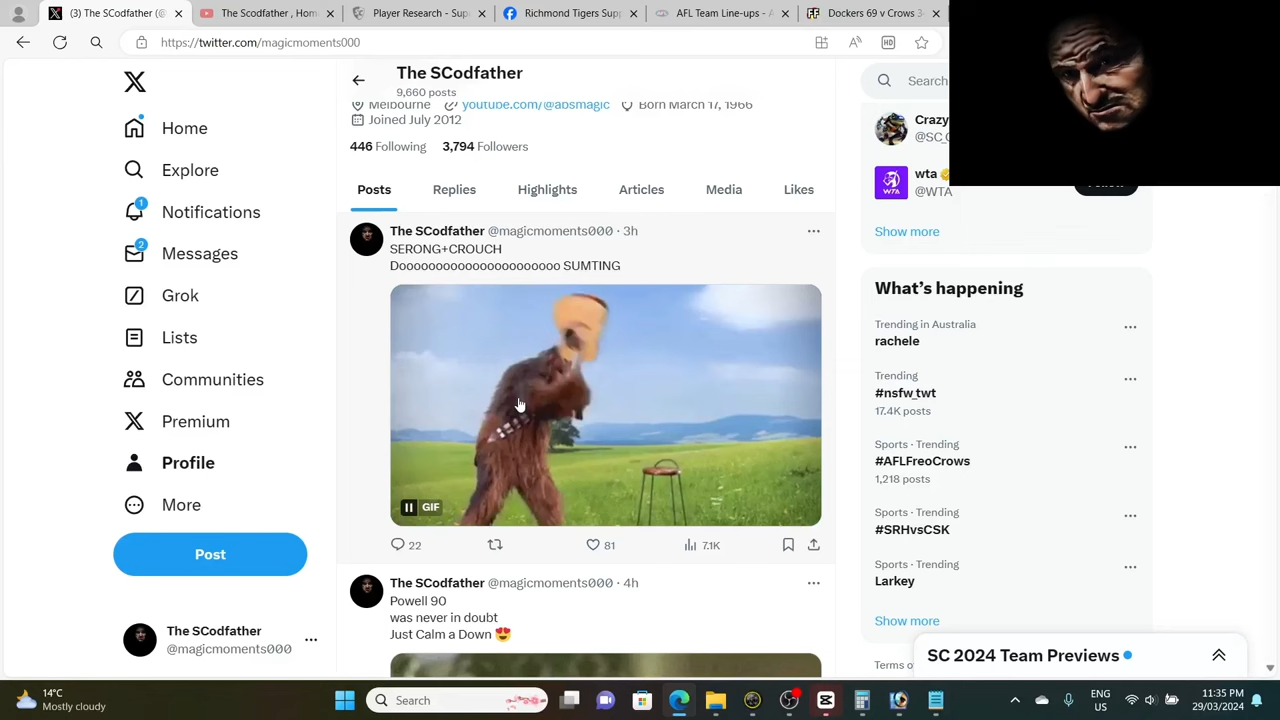 (3) The SCodfather (@
The SCodfather , Home
Player Research - Sup
Richmond Tigers Supp
AFL Team Line-ups - A
Dockers 69 v Crows 3
https://twitter.com/magicmoments000
HD
The SCodfather
9,660 posts
Melbourne youtube.com/@absmagic Born March 17, 1966
Joined July 2012
446 Following 3,794 Followers
Posts Replies Highlights Articles Media Likes
Home
Explore
1
Notifications
2
Messages
Grok
Lists
Communities
Premium
Profile
More
Post
The SCodfather
@magicmoments000
The SCodfather @magicmoments000 · 3h
SERONG+CROUCH
Doooooooooooooooooooooo SUMTING
GIF
22 81 7.1K
The SCodfather @magicmoments000 · 4h
Powell 90
was never in doubt
Just Calm a Down 😍
Search
Crazy
@SC_
wta
@WTA
Follow
Show more
What's happening
Trending in Australia
rachele
Trending
#nsfw_twt
17.4K posts
Sports · Trending
#AFLFreoCrows
1,218 posts
Sports · Trending
#SRHvsCSK
Sports · Trending
Larkey
Show more
Terms of
SC 2024 Team Previews
14°C
Mostly cloudy
Search
ENG
US
11:35 PM
29/03/2024